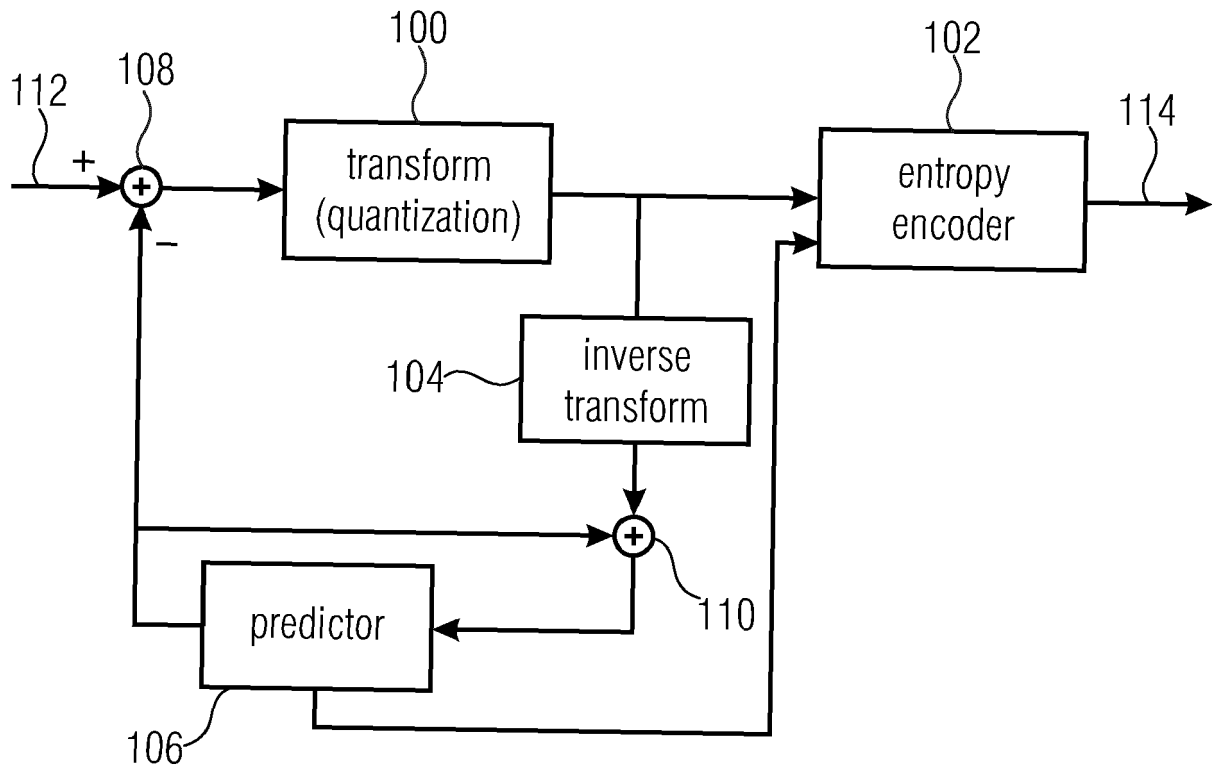 100
102
108
112
114
+
+
−
transform
(quantization)
entropy
encoder
inverse
transform
104
+
110
predictor
106